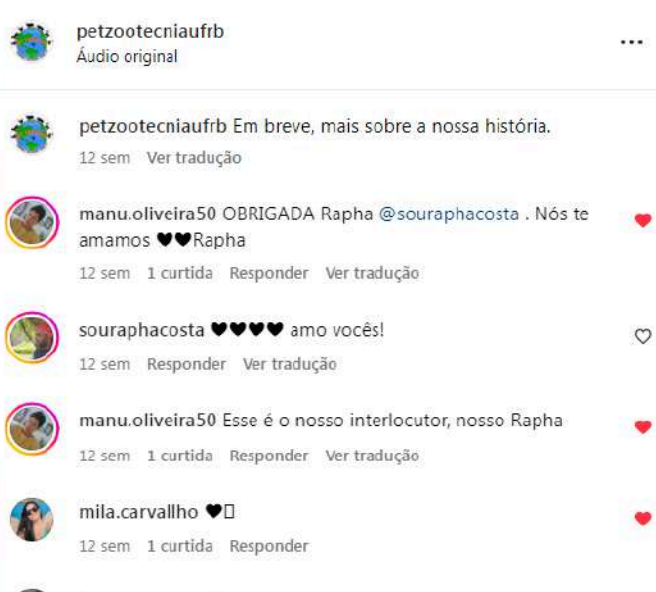 petzootecniaufrb
Áudio original
petzootecniaufrb Em breve, mais sobre a nossa história.
12 sem Ver tradução
manu.oliveira50 OBRIGADA Rapha @souraphacosta . Nós te
amamos ♥♥Rapha
12 sem 1 curtida Responder Ver tradução
souraphacosta ♥♥♥♥ amo vocês!
12 sem Responder Ver tradução
manu.oliveira50 Esse é o nosso interlocutor, nosso Rapha
12 sem 1 curtida Responder Ver tradução
mila.carvallho ♥
12 sem 1 curtida Responder